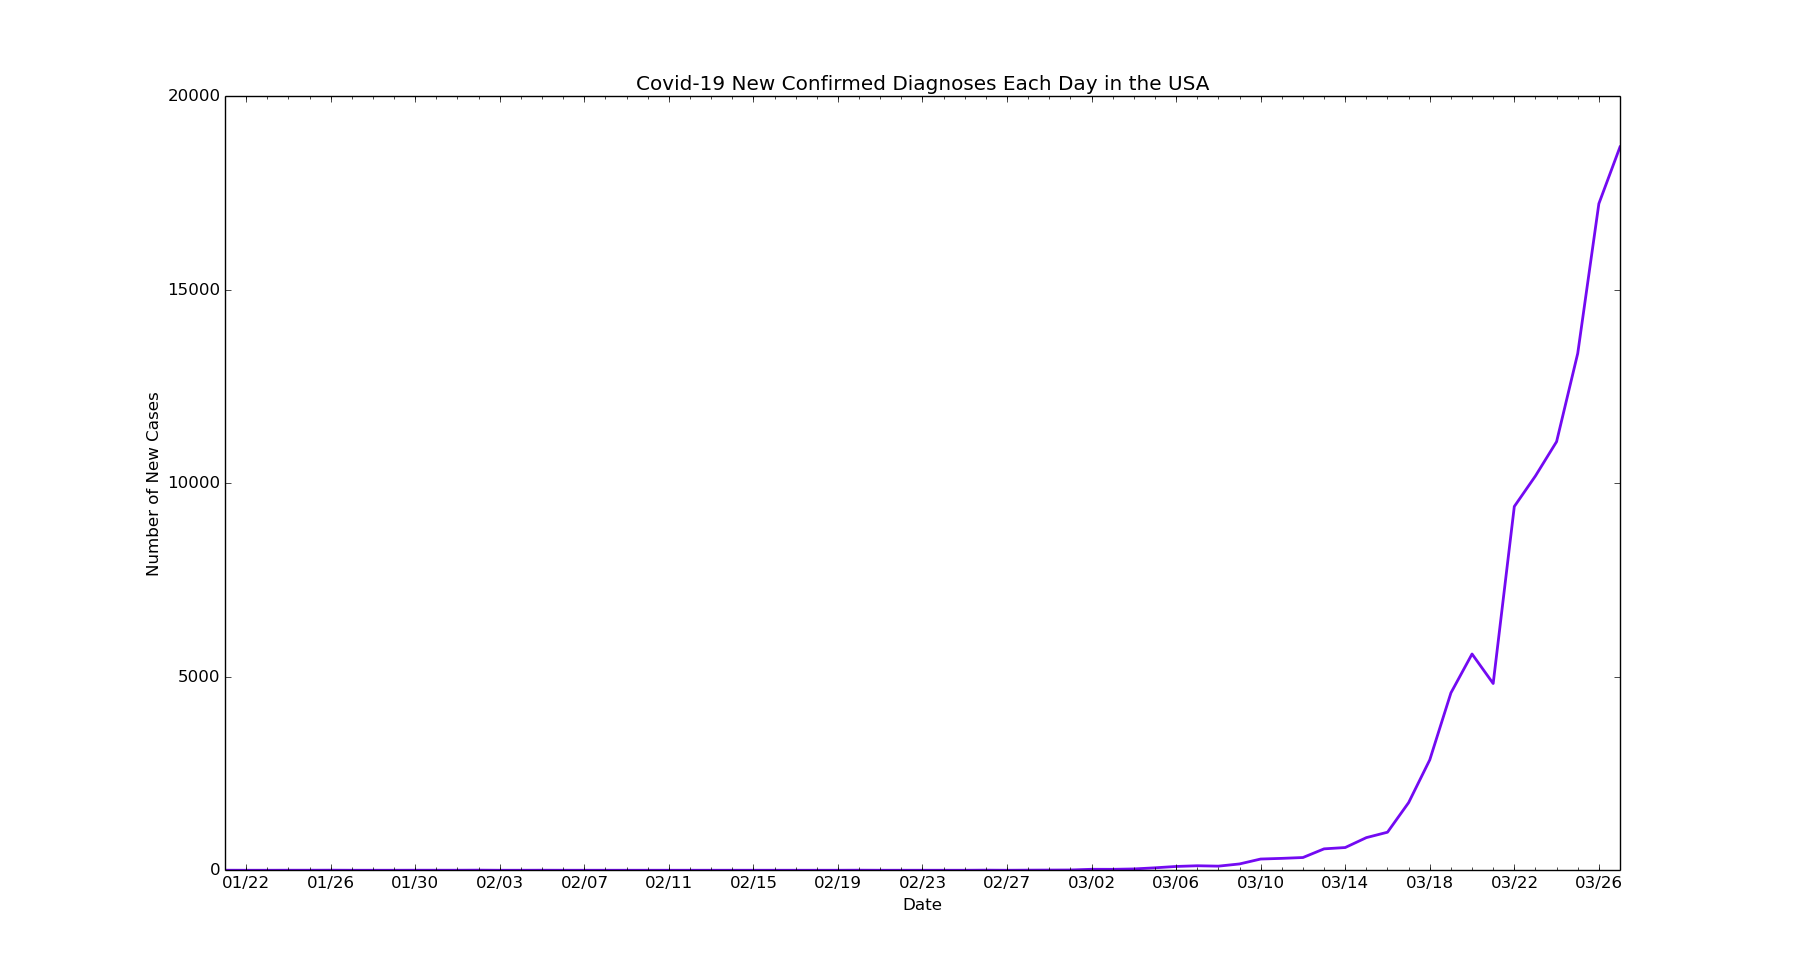 Covid-19 New Confirmed Diagnoses Each Day in the USA
20000
15000
10000
5000
0
Number of New Cases
01/22 01/26 01/30 02/03 02/07 02/11 02/15 02/19 02/23 02/27 03/02 03/06 03/10 03/14 03/18 03/22 03/26
Date